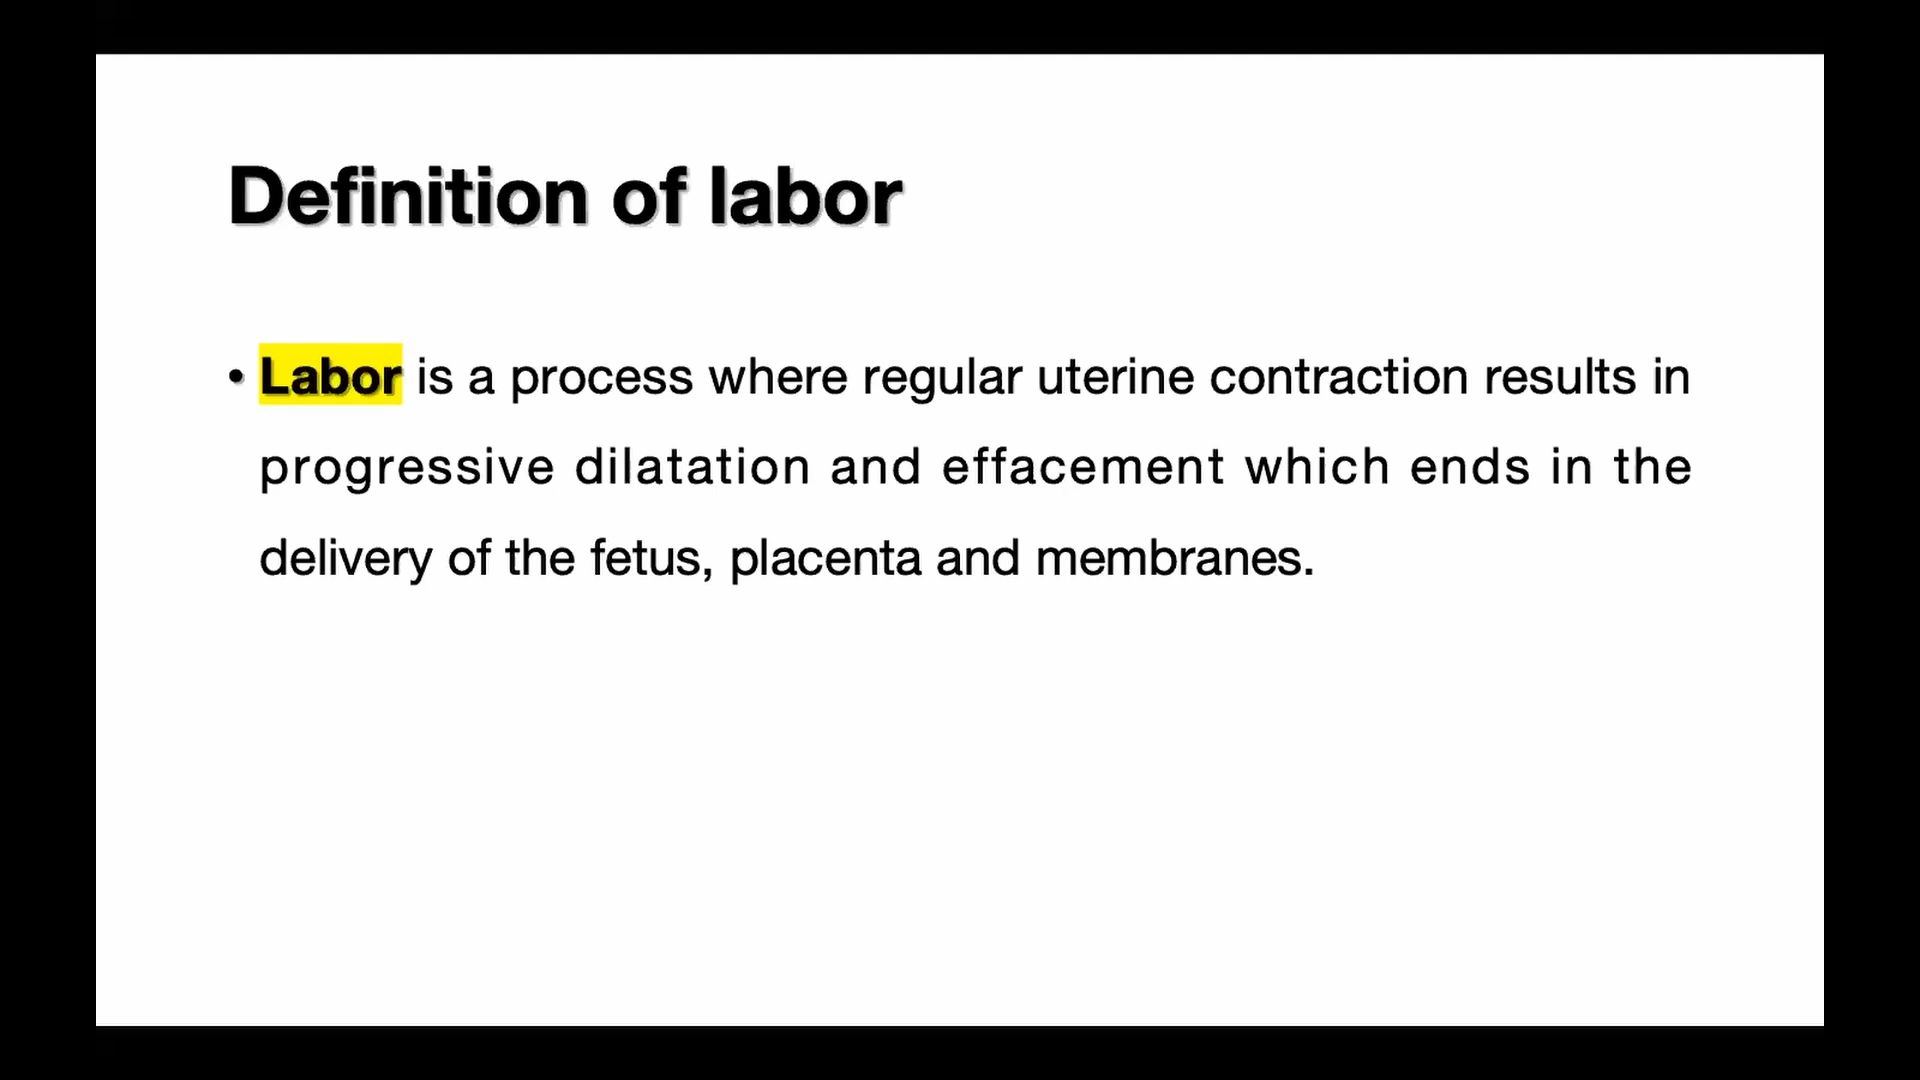 Definition of labor
• Labor is a process where regular uterine contraction results in
progressive dilatation and effacement which ends in the
delivery of the fetus, placenta and membranes.